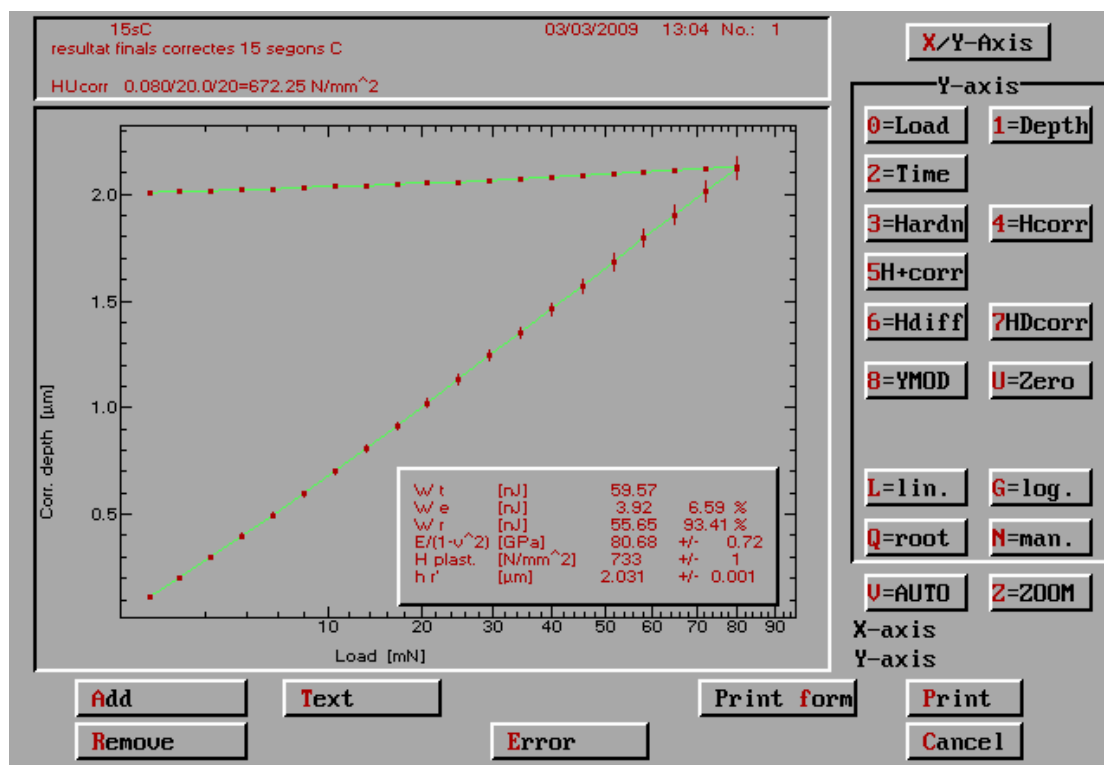 15sC 03/03/2009 13:04 No.: 1
resultat finals correctes 15 segons C
HUcorr 0.080/20.0/20=672.25 N/mm^2
X/Y-Axis
Y-axis
0=Load 1=Depth
2=Time
3=Hardn 4=Hcorr
5H+corr
6=Hdiff 7HDcorr
8=YMOD U=Zero
L=lin. G=log.
Q=root N=man.
V=AUTO Z=ZOOM
X-axis
Y-axis
Corr. depth [µm]
2.0
1.5
1.0
0.5
W t [nJ] 59.57
W e [nJ] 3.92 6.59 %
W r [nJ] 55.65 93.41 %
E/(1-v^2) [GPa] 80.68 +/- 0.72
H plast. [N/mm^2] 733 +/- 1
h r' [µm] 2.031 +/- 0.001
10 20 30 40 50 60 70 80 90
Load [mN]
Add Text Print form Print
Remove Error Cancel